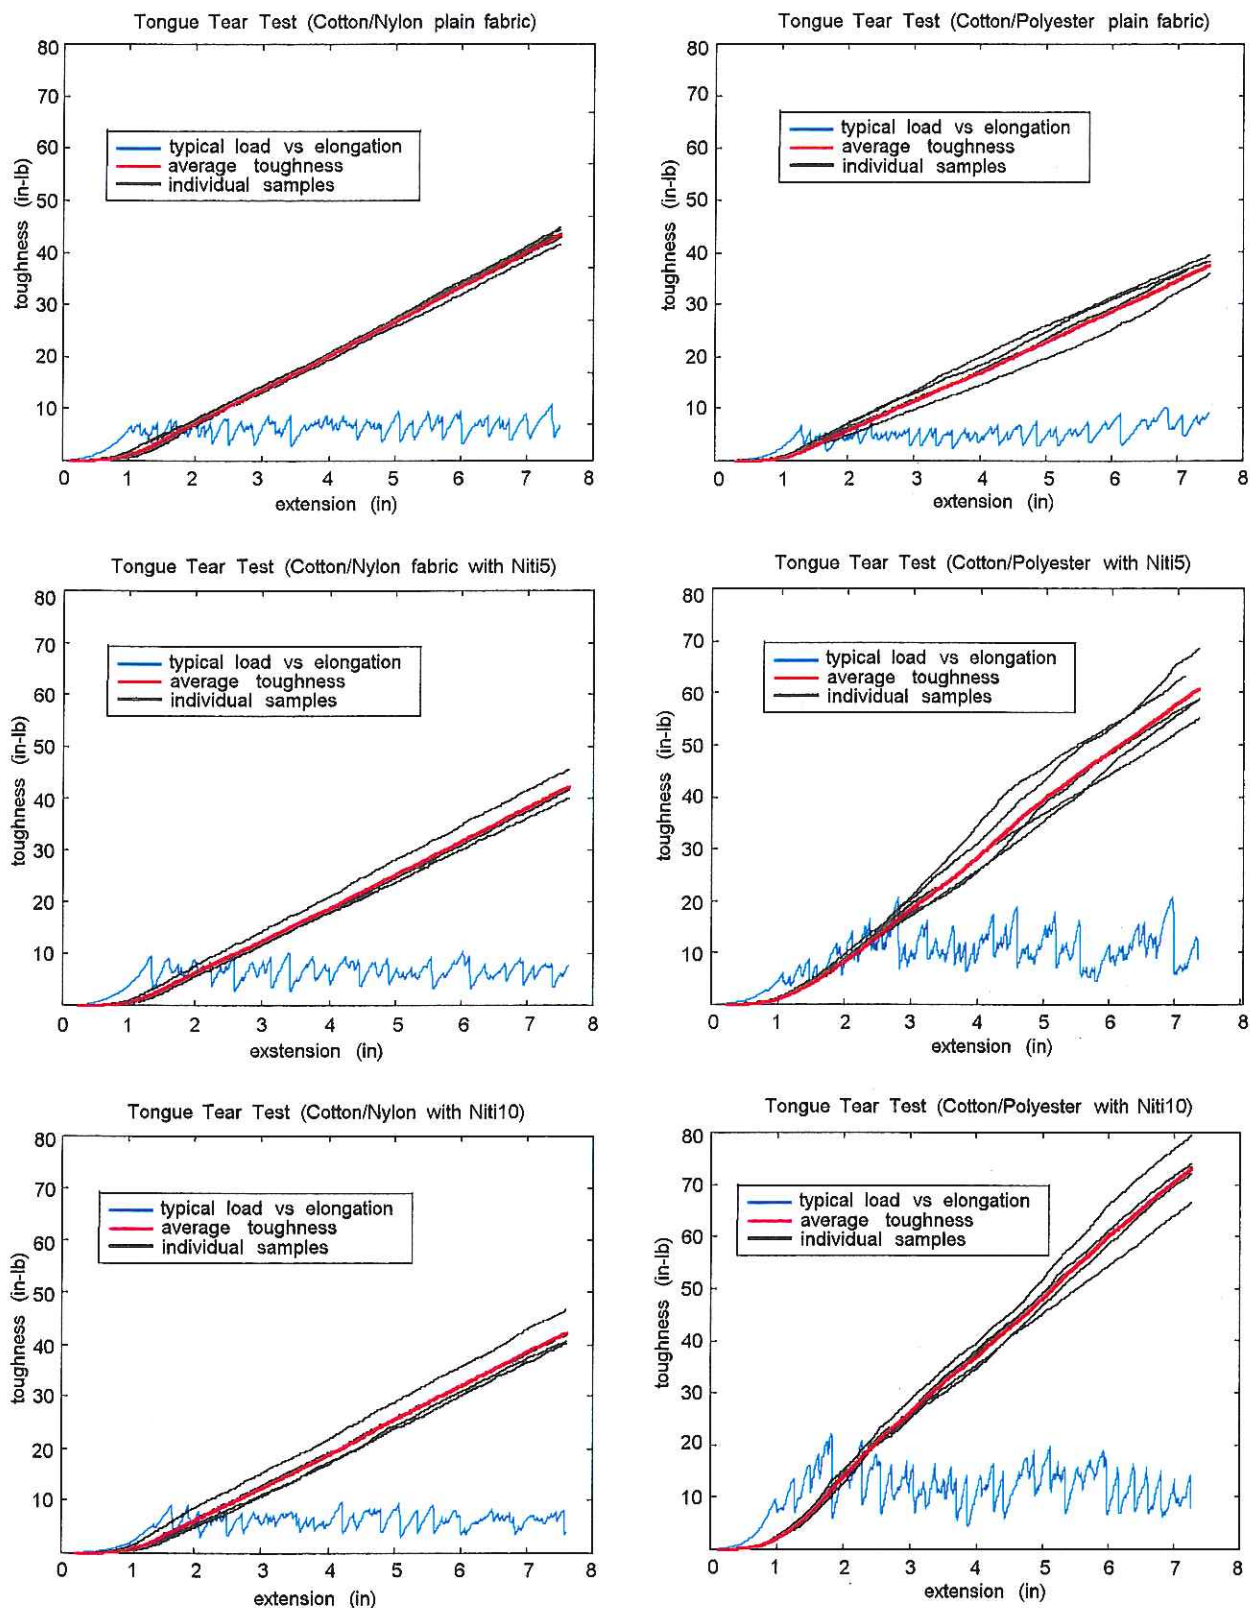 Tongue Tear Test (Cotton/Nylon plain fabric)
80
70
60
50
40
30
20
10
toughness (in-lb)
typical load vs elongation
average toughness
individual samples
0 1 2 3 4 5 6 7 8
extension (in)
Tongue Tear Test (Cotton/Polyester plain fabric)
80
70
60
50
40
30
20
10
toughness (in-lb)
typical load vs elongation
average toughness
individual samples
0 1 2 3 4 5 6 7 8
extension (in)
Tongue Tear Test (Cotton/Nylon fabric with Niti5)
80
70
60
50
40
30
20
10
toughness (in-lb)
typical load vs elongation
average toughness
individual samples
0 1 2 3 4 5 6 7 8
exstension (in)
Tongue Tear Test (Cotton/Polyester with Niti5)
80
70
60
50
40
30
20
10
toughness (in-lb)
typical load vs elongation
average toughness
individual samples
0 1 2 3 4 5 6 7 8
extension (in)
Tongue Tear Test (Cotton/Nylon with Niti10)
80
70
60
50
40
30
20
10
toughness (in-lb)
typical load vs elongation
average toughness
individual samples
0 1 2 3 4 5 6 7 8
extension (in)
Tongue Tear Test (Cotton/Polyester with Niti10)
80
70
60
50
40
30
20
10
toughness (in-lb)
typical load vs elongation
average toughness
individual samples
0 1 2 3 4 5 6 7 8
extension (in)